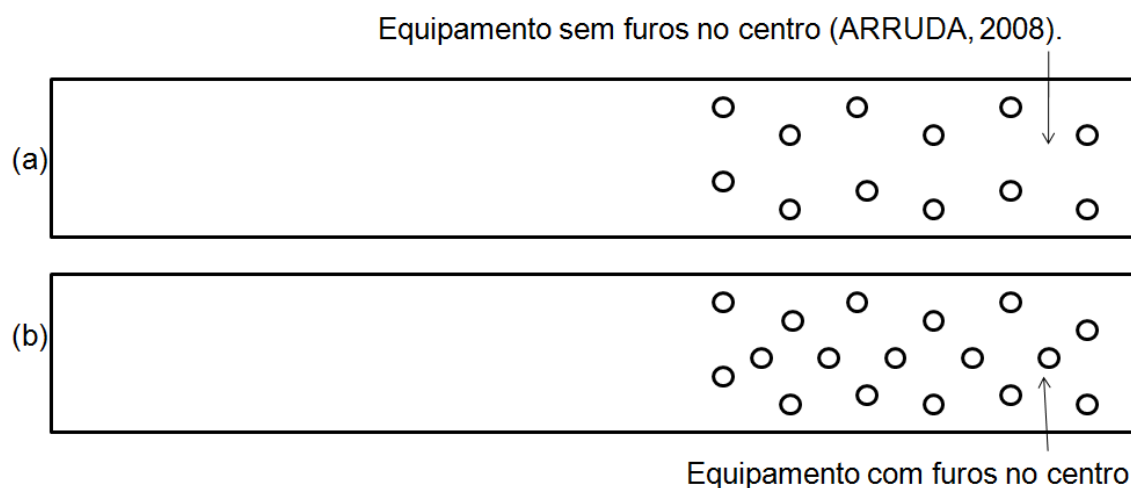 Equipamento sem furos no centro (ARRUDA, 2008).
(a)
(b)
Equipamento com furos no centro